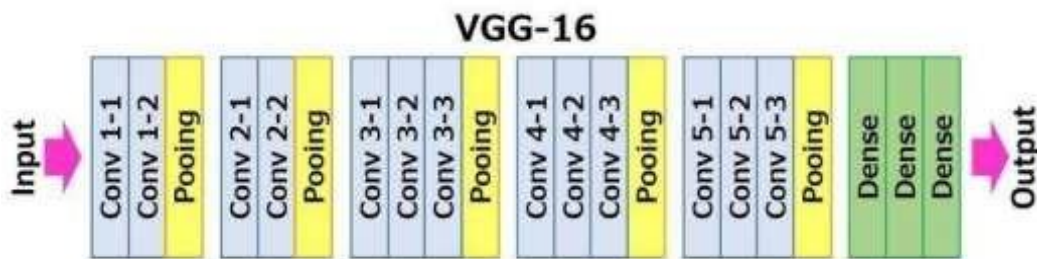 VGG-16
Input
Conv 1-1
Conv 1-2
Pooing
Conv 2-1
Conv 2-2
Pooing
Conv 3-1
Conv 3-2
Conv 3-3
Pooing
Conv 4-1
Conv 4-2
Conv 4-3
Pooing
Conv 5-1
Conv 5-2
Conv 5-3
Pooing
Dense
Dense
Dense
Output